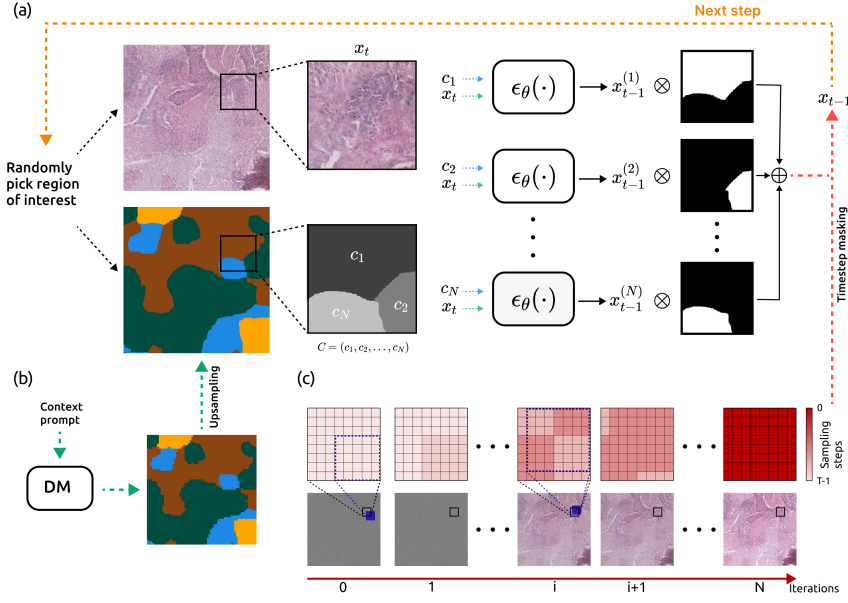 (a)
Next step
x_t
c_1
x_t
ϵ_θ(·)
x_{t-1}^{(1)} ⊗
x_{t-1}
Randomly
pick region
of interest
c_2
x_t
ϵ_θ(·)
x_{t-1}^{(2)} ⊗
⊕
Timestep masking
c_1
c_2
c_N
C = (c_1, c_2, . . . , c_N)
c_N
x_t
ϵ_θ(·)
x_{t-1}^{(N)} ⊗
(b)
Upsampling
Context
prompt
DM
(c)
0
T-1
Sampling
steps
0 1 i i+1 N Iterations